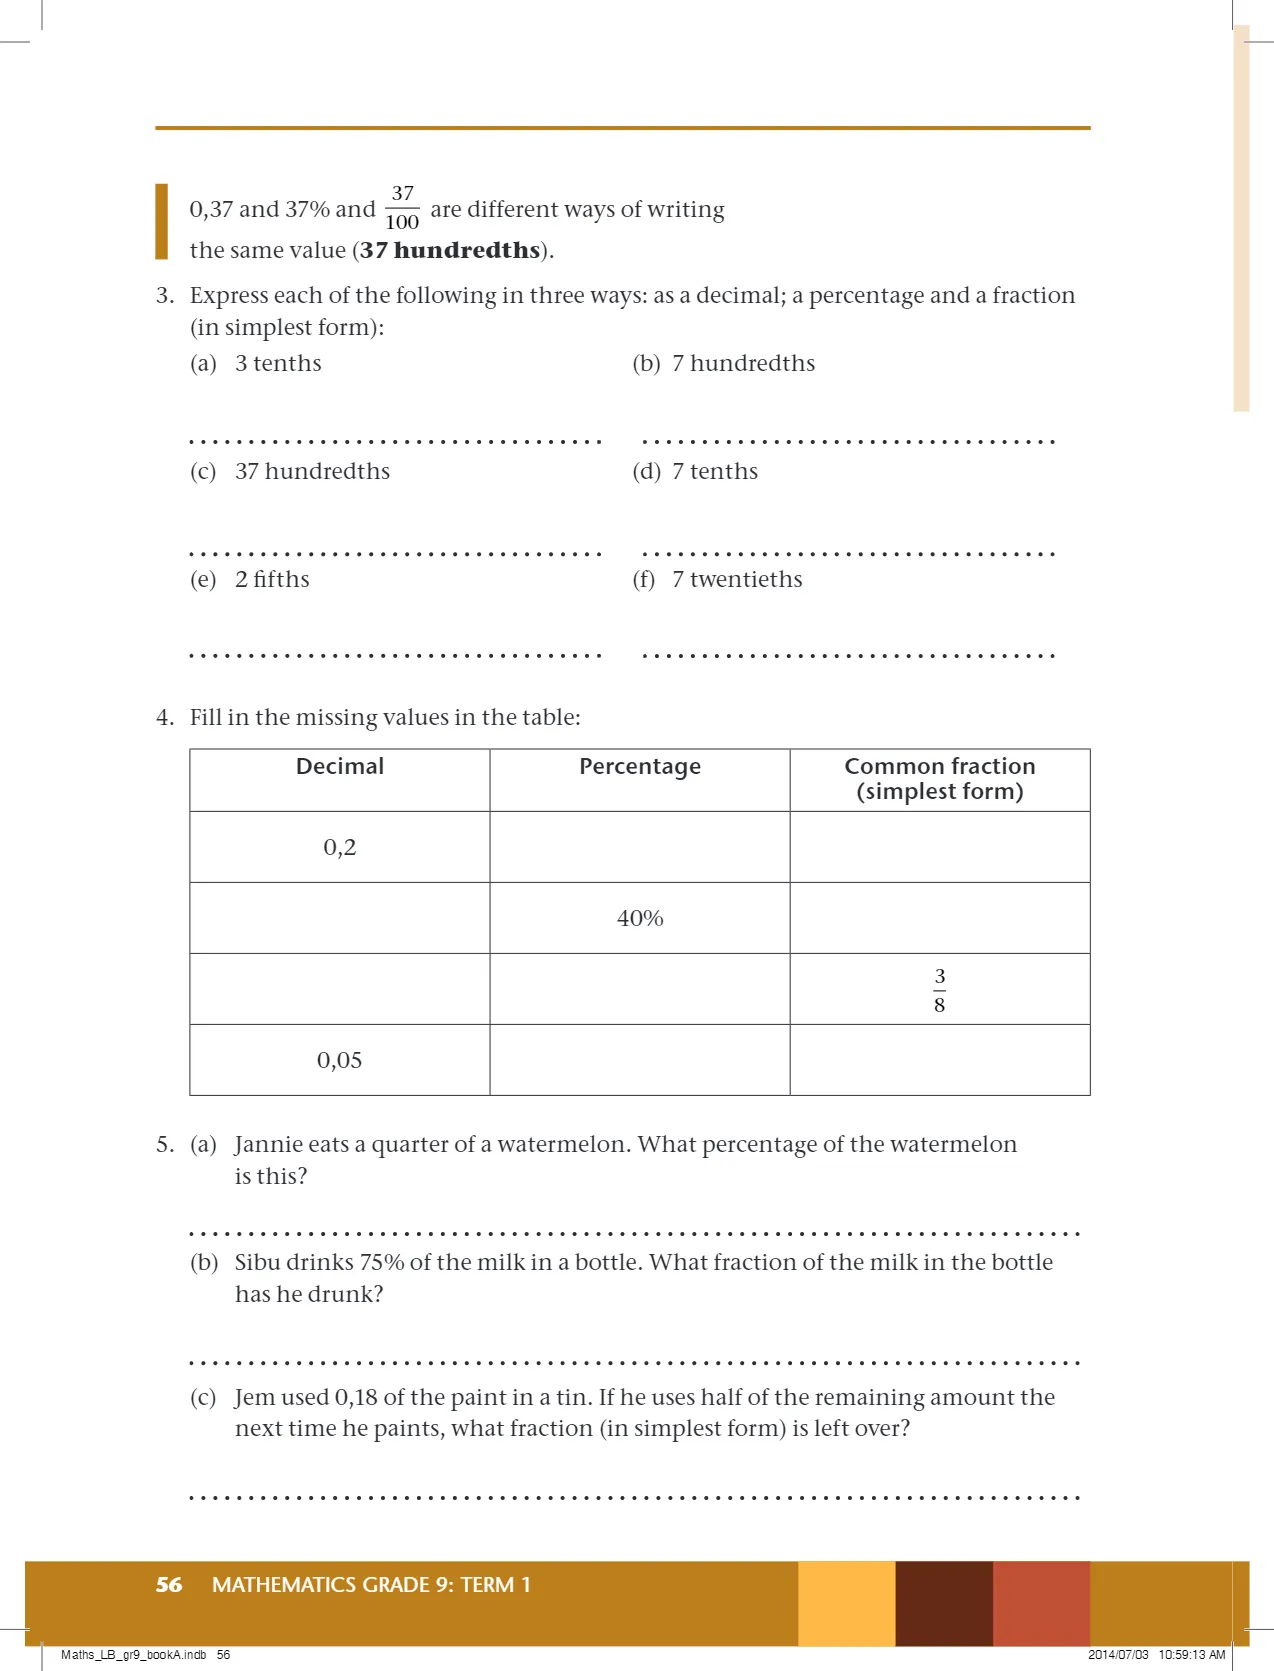 0,37 and 37% and 37/100 are different ways of writing
the same value (37 hundredths).
3. Express each of the following in three ways: as a decimal; a percentage and a fraction
(in simplest form):
(a) 3 tenths (b) 7 hundredths
(c) 37 hundredths (d) 7 tenths
(e) 2 fifths (f) 7 twentieths
4. Fill in the missing values in the table:
Decimal Percentage Common fraction
(simplest form)
0,2
40%
3/8
0,05
5. (a) Jannie eats a quarter of a watermelon. What percentage of the watermelon
is this?
(b) Sibu drinks 75% of the milk in a bottle. What fraction of the milk in the bottle
has he drunk?
(c) Jem used 0,18 of the paint in a tin. If he uses half of the remaining amount the
next time he paints, what fraction (in simplest form) is left over?
56 MATHEMATICS GRADE 9: TERM 1
Maths_LB_gr9_bookA.indb 56 2014/07/03 10:59:13 AM